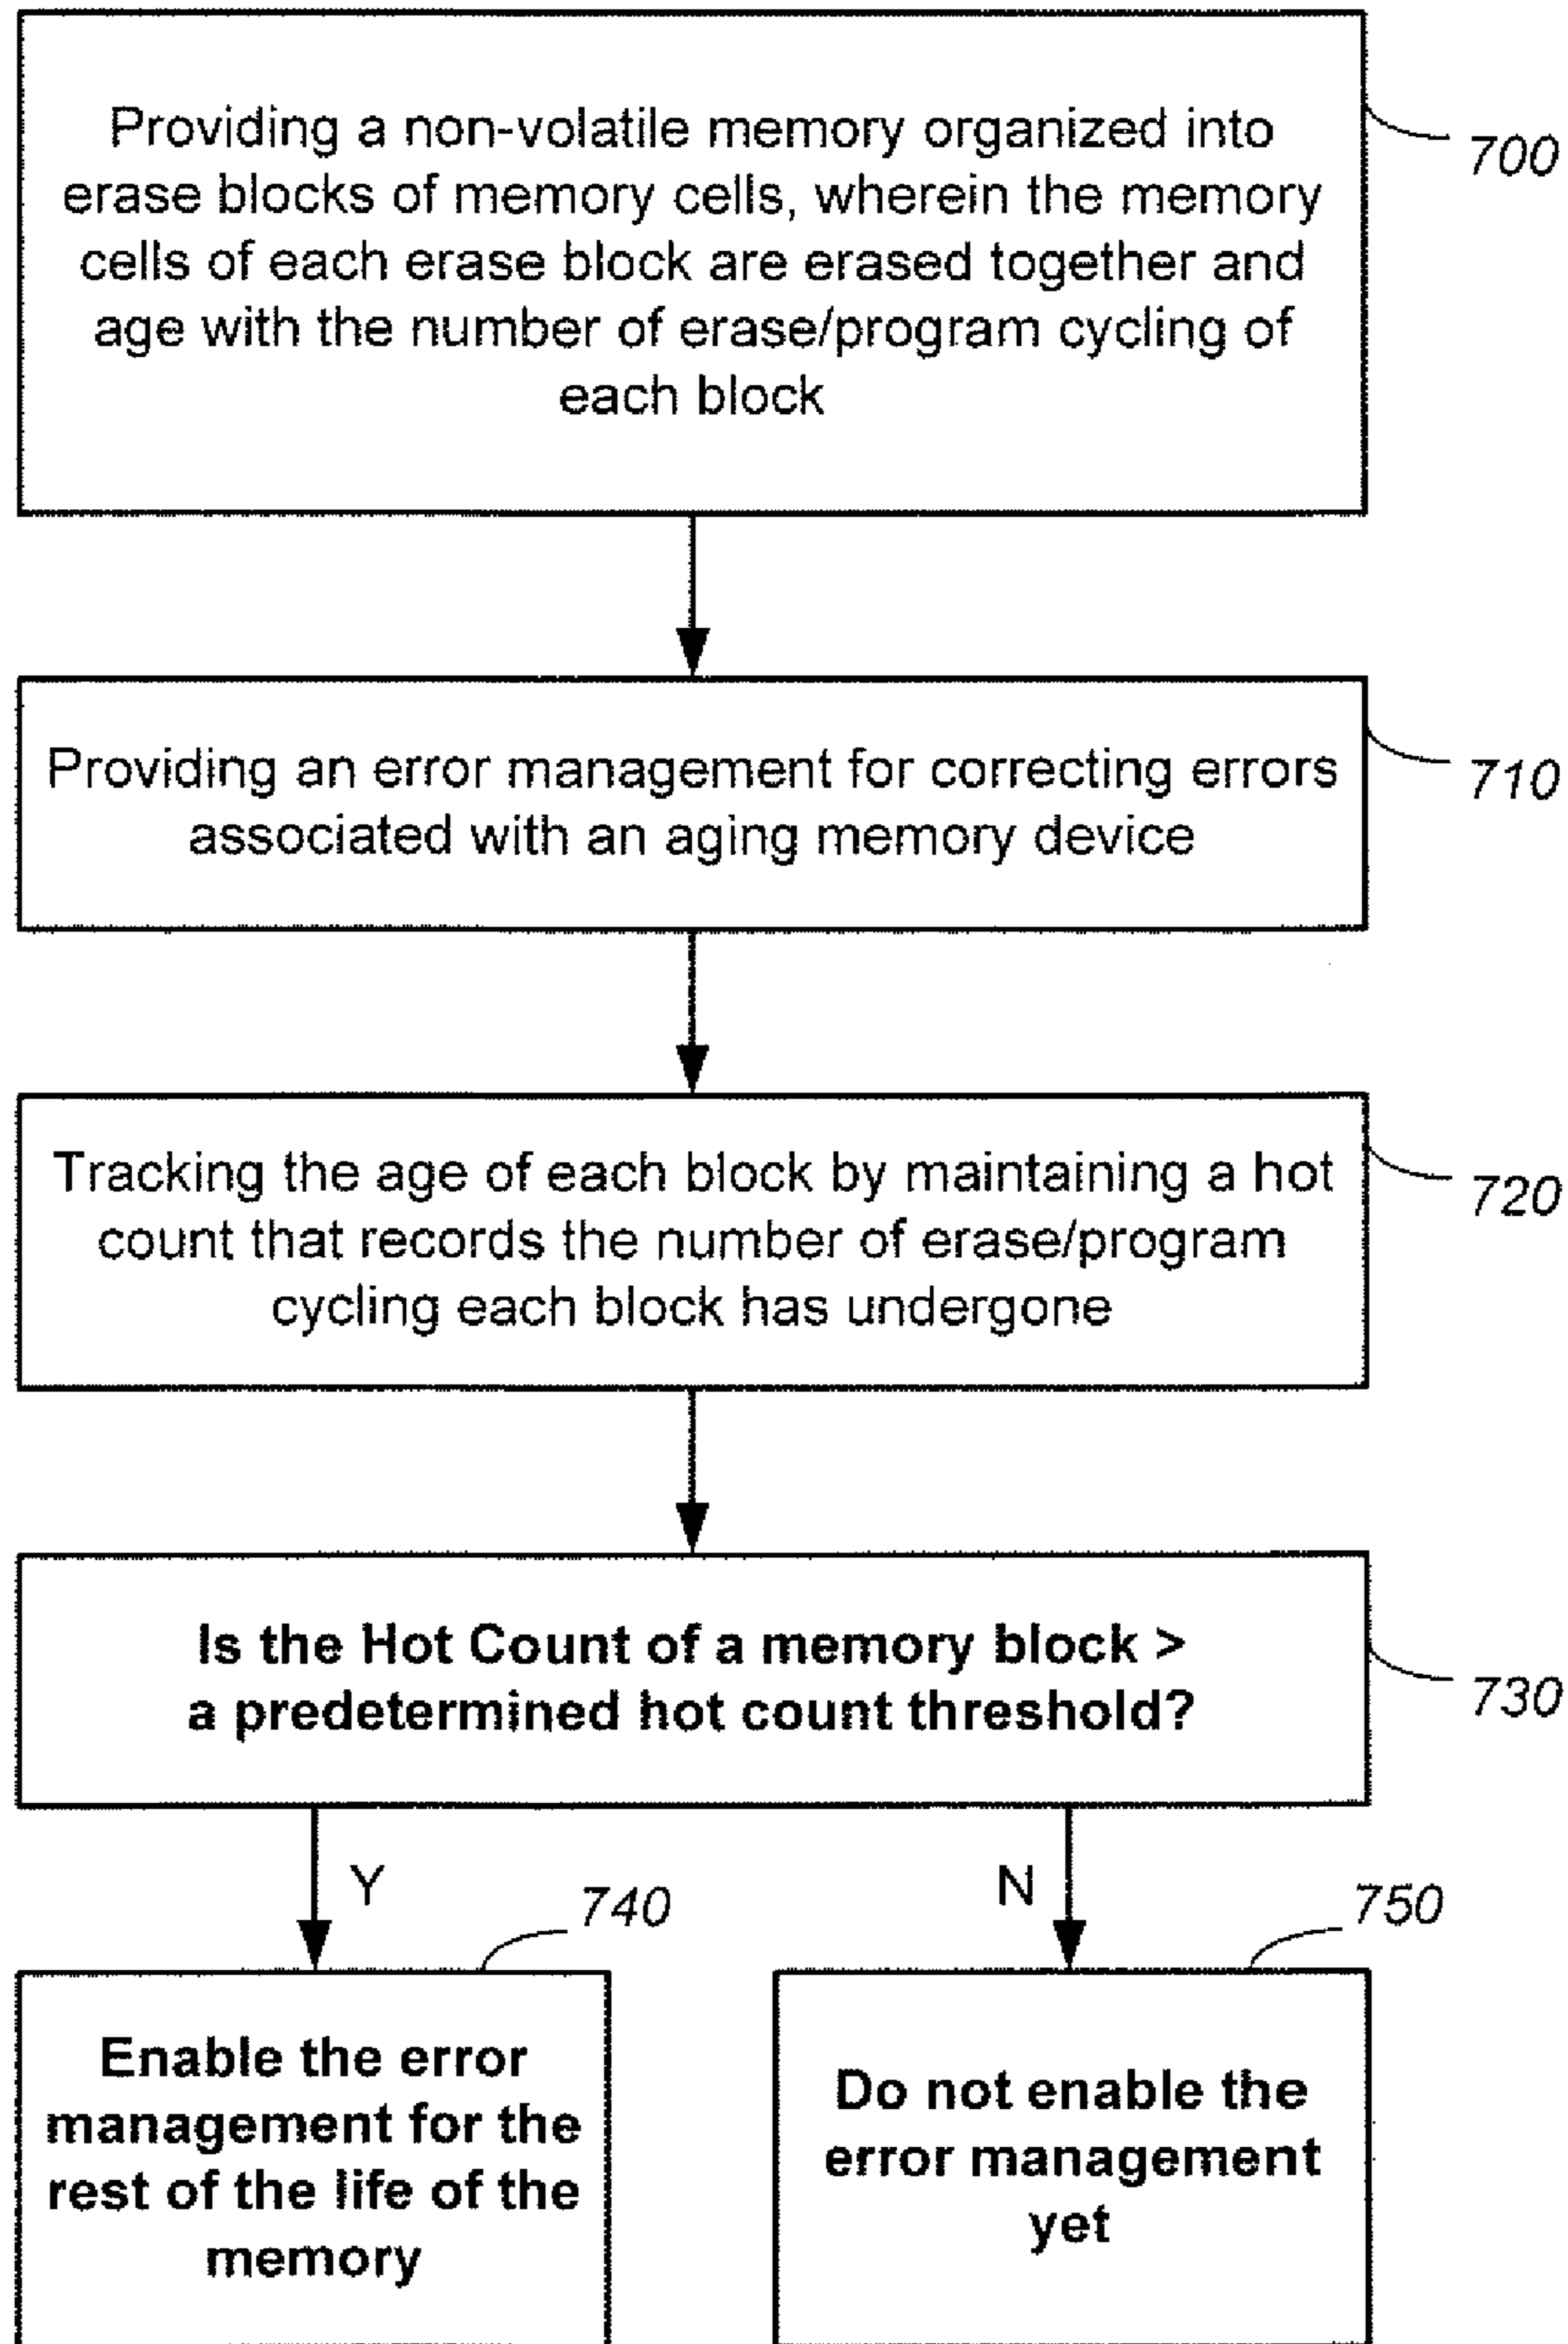 Providing a non-volatile memory organized into
erase blocks of memory cells, wherein the memory
cells of each erase block are erased together and
age with the number of erase/program cycling of
each block
700
Providing an error management for correcting errors
associated with an aging memory device
710
Tracking the age of each block by maintaining a hot
count that records the number of erase/program
cycling each block has undergone
720
Is the Hot Count of a memory block >
a predetermined hot count threshold?
730
Y
740
N
750
Enable the error
management for the
rest of the life of the
memory
Do not enable the
error management
yet